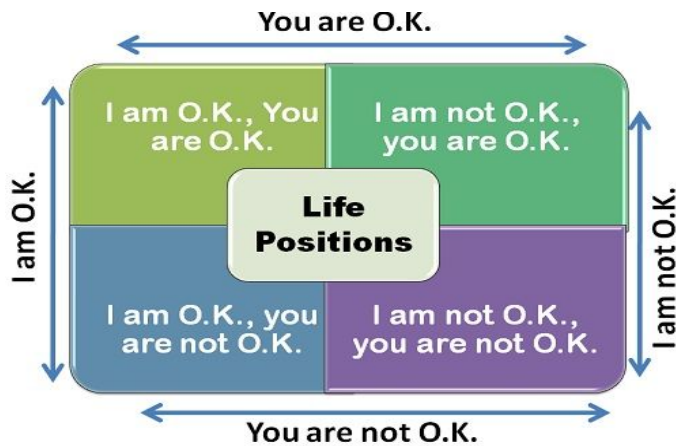 You are O.K.
I am O.K., You
are O.K.
I am not O.K.,
you are O.K.
I am O.K.
Life
Positions
I am not O.K.
I am O.K., you
are not O.K.
I am not O.K.,
you are not O.K.
You are not O.K.